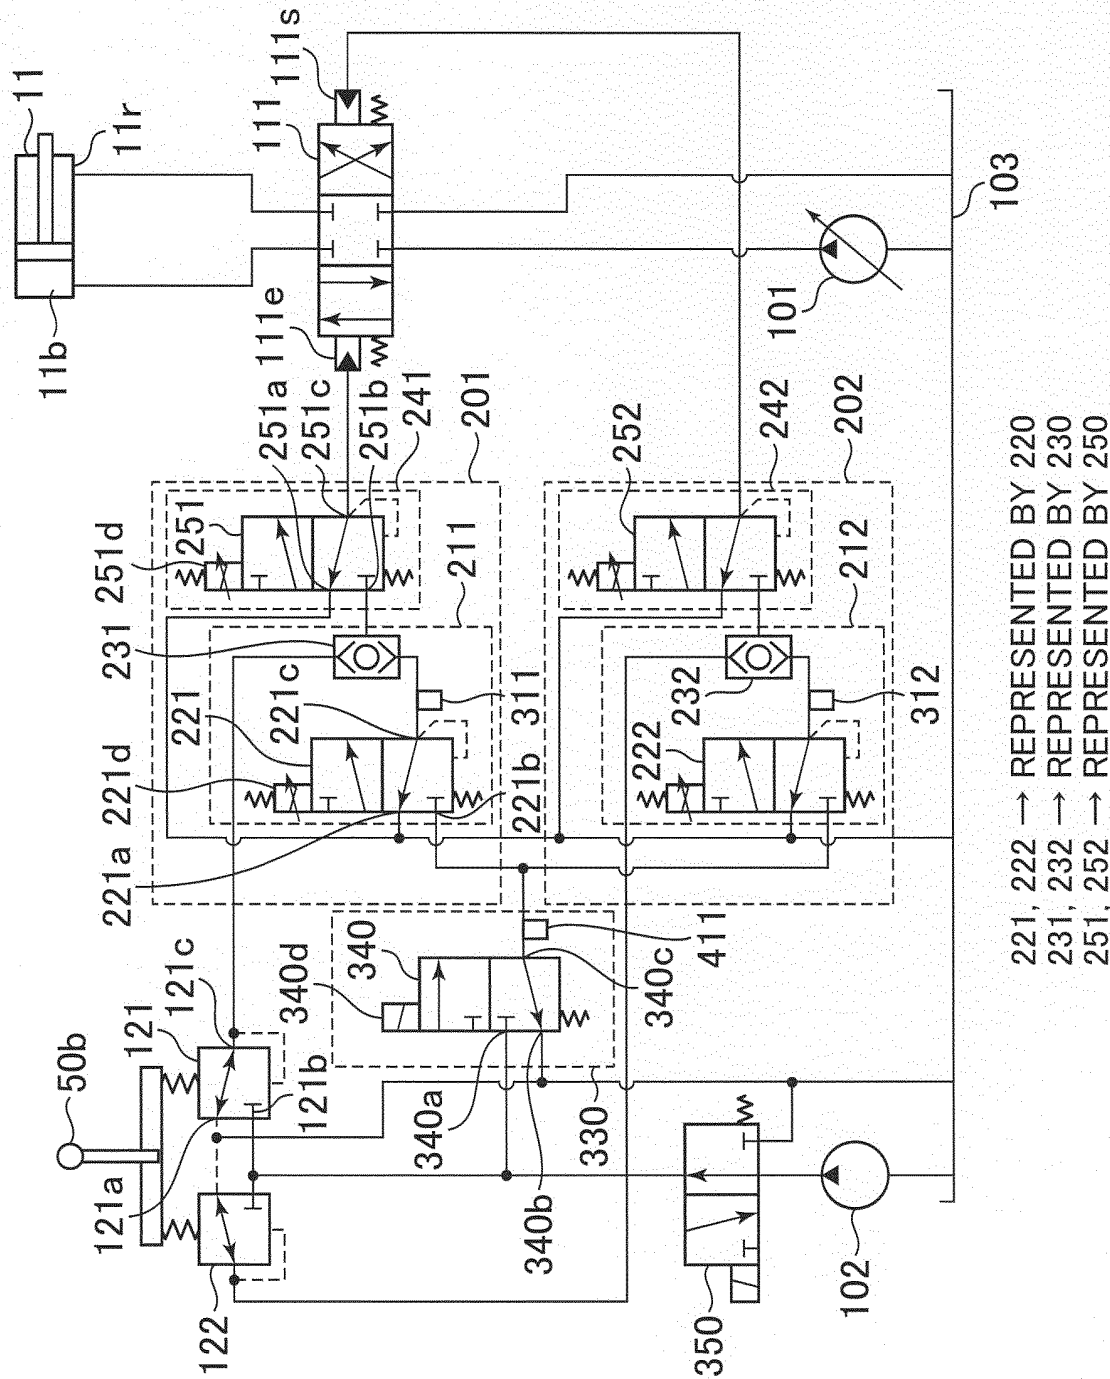 11
11r
11b
111s
111
111e
251a
251c
251b
241
201
252
242
202
101
103
251d
251
231
211
221
221c
311
221d
221a
221b
232
212
222
312
50b
121
121c
121b
121a
122
340d
340
340c
411
340a
340b
330
350
102
221, 222 → REPRESENTED BY 220
231, 232 → REPRESENTED BY 230
251, 252 → REPRESENTED BY 250